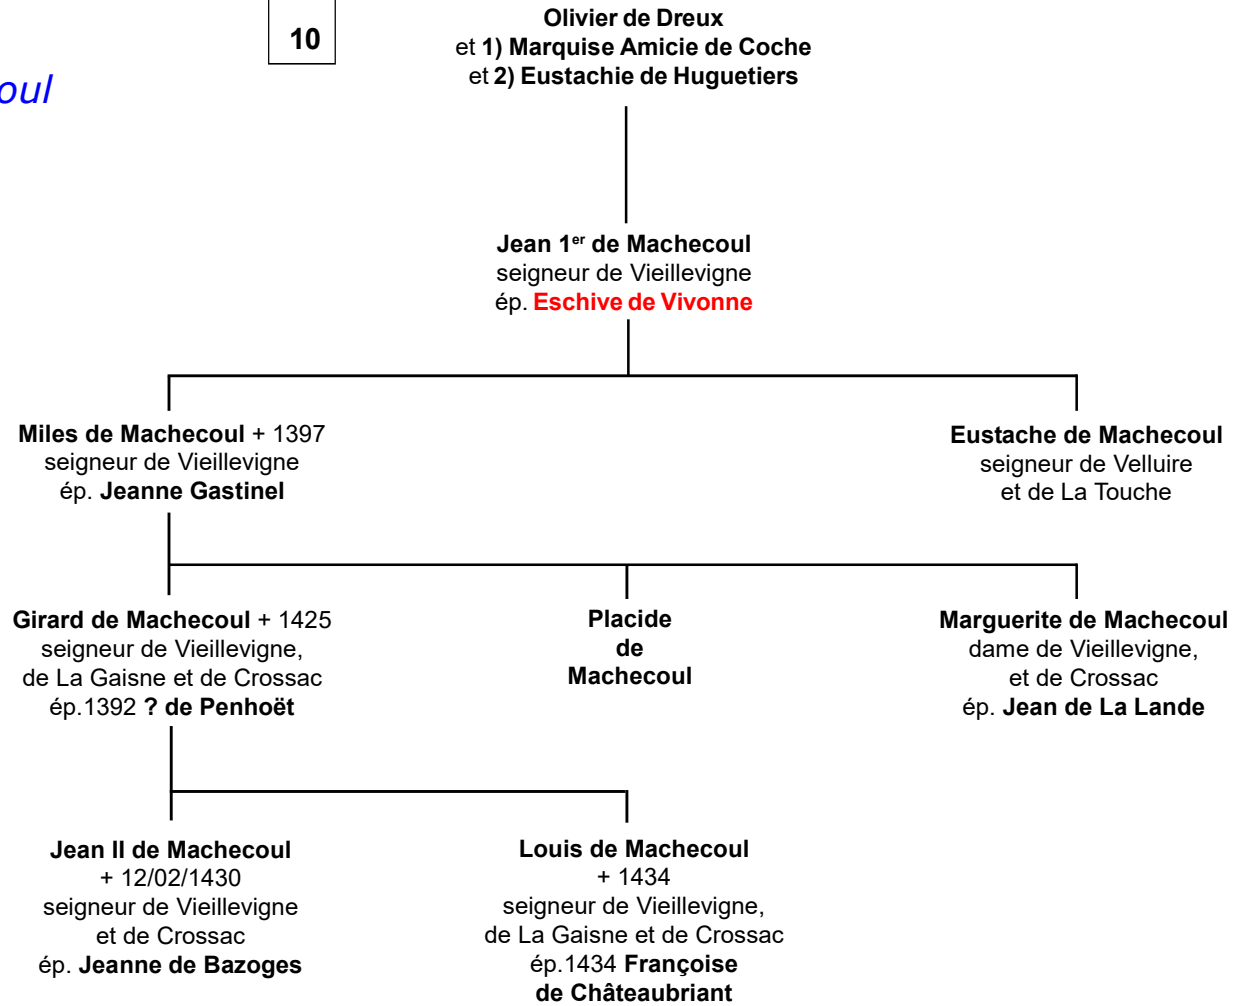 10
oul
Olivier de Dreux
et 1) Marquise Amicie de Coche
et 2) Eustachie de Huguetiers
Jean 1er de Machecoul
seigneur de Vieillevigne
ép. Eschive de Vivonne
Miles de Machecoul + 1397
seigneur de Vieillevigne
ép. Jeanne Gastinel
Eustache de Machecoul
seigneur de Velluire
et de La Touche
Girard de Machecoul + 1425
seigneur de Vieillevigne,
de La Gaisne et de Crossac
ép.1392 ? de Penhoët
Placide
de
Machecoul
Marguerite de Machecoul
dame de Vieillevigne,
et de Crossac
ép. Jean de La Lande
Jean II de Machecoul
+ 12/02/1430
seigneur de Vieillevigne
et de Crossac
ép. Jeanne de Bazoges
Louis de Machecoul
+ 1434
seigneur de Vieillevigne,
de La Gaisne et de Crossac
ép.1434 Françoise
de Châteaubriant